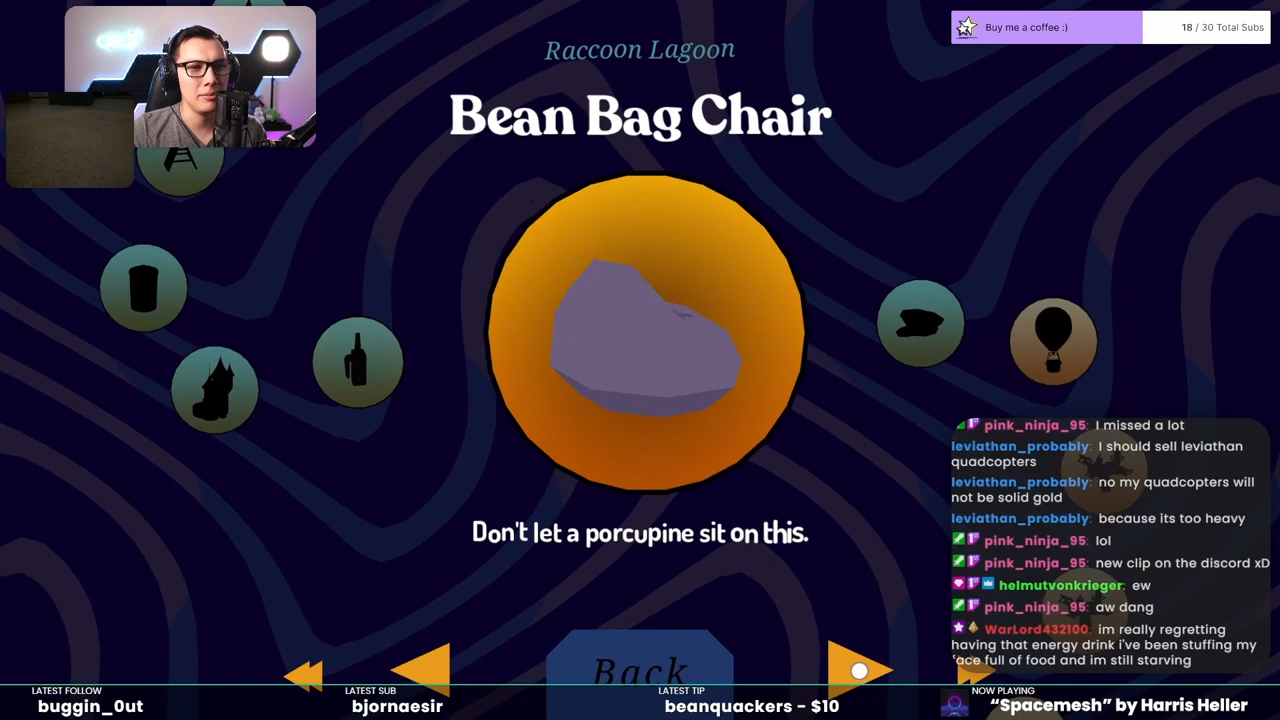 Buy me a coffee :)
18 / 30 Total Subs
Raccoon Lagoon
Bean Bag Chair
Don't let a porcupine sit on this.
pink_ninja_95: I missed a lot
leviathan_probably: I should sell leviathan
quadcopters
leviathan_probably: no my quadcopters will
not be solid gold
leviathan_probably: because its too heavy
pink_ninja_95: lol
pink_ninja_95: new clip on the discord xD
helmutvonkrieger: ew
pink_ninja_95: aw dang
WarLord432100: im really regretting
having that energy drink i've been stuffing my
face full of food and im still starving
Back
LATEST FOLLOW
buggin_0ut
LATEST SUB
bjornaesir
LATEST TIP
beanquackers - $10
NOW PLAYING
“Spacemesh” by Harris Heller